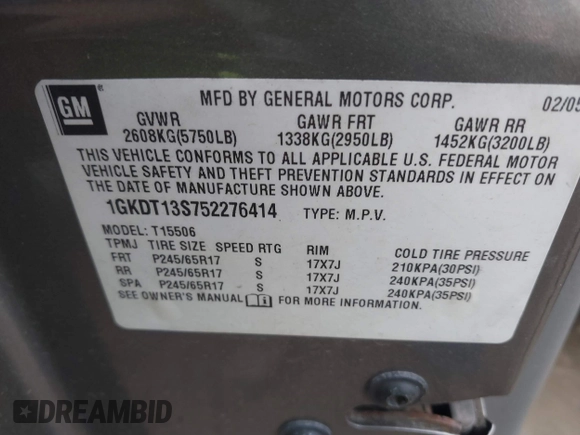 GM
MFD BY GENERAL MOTORS CORP. 02/05
GVWR GAWR FRT GAWR RR
2608KG(5750LB) 1338KG(2950LB) 1452KG(3200LB)
THIS VEHICLE CONFORMS TO ALL APPLICABLE U.S. FEDERAL MOTOR
VEHICLE SAFETY AND THEFT PREVENTION STANDARDS IN EFFECT ON
THE DATE OF MANUFACTURE SHOWN ABOVE.
1GKDT13S752276414 TYPE: M.P.V.
MODEL: T15506
TPMJ TIRE SIZE SPEED RTG RIM COLD TIRE PRESSURE
FRT P245/65R17 S 17X7J 210KPA(30PSI)
RR P245/65R17 S 17X7J 240KPA(35PSI)
SPA P245/65R17 S 17X7J 240KPA(35PSI)
SEE OWNER'S MANUAL FOR MORE INFORMATION.
DREAMBID